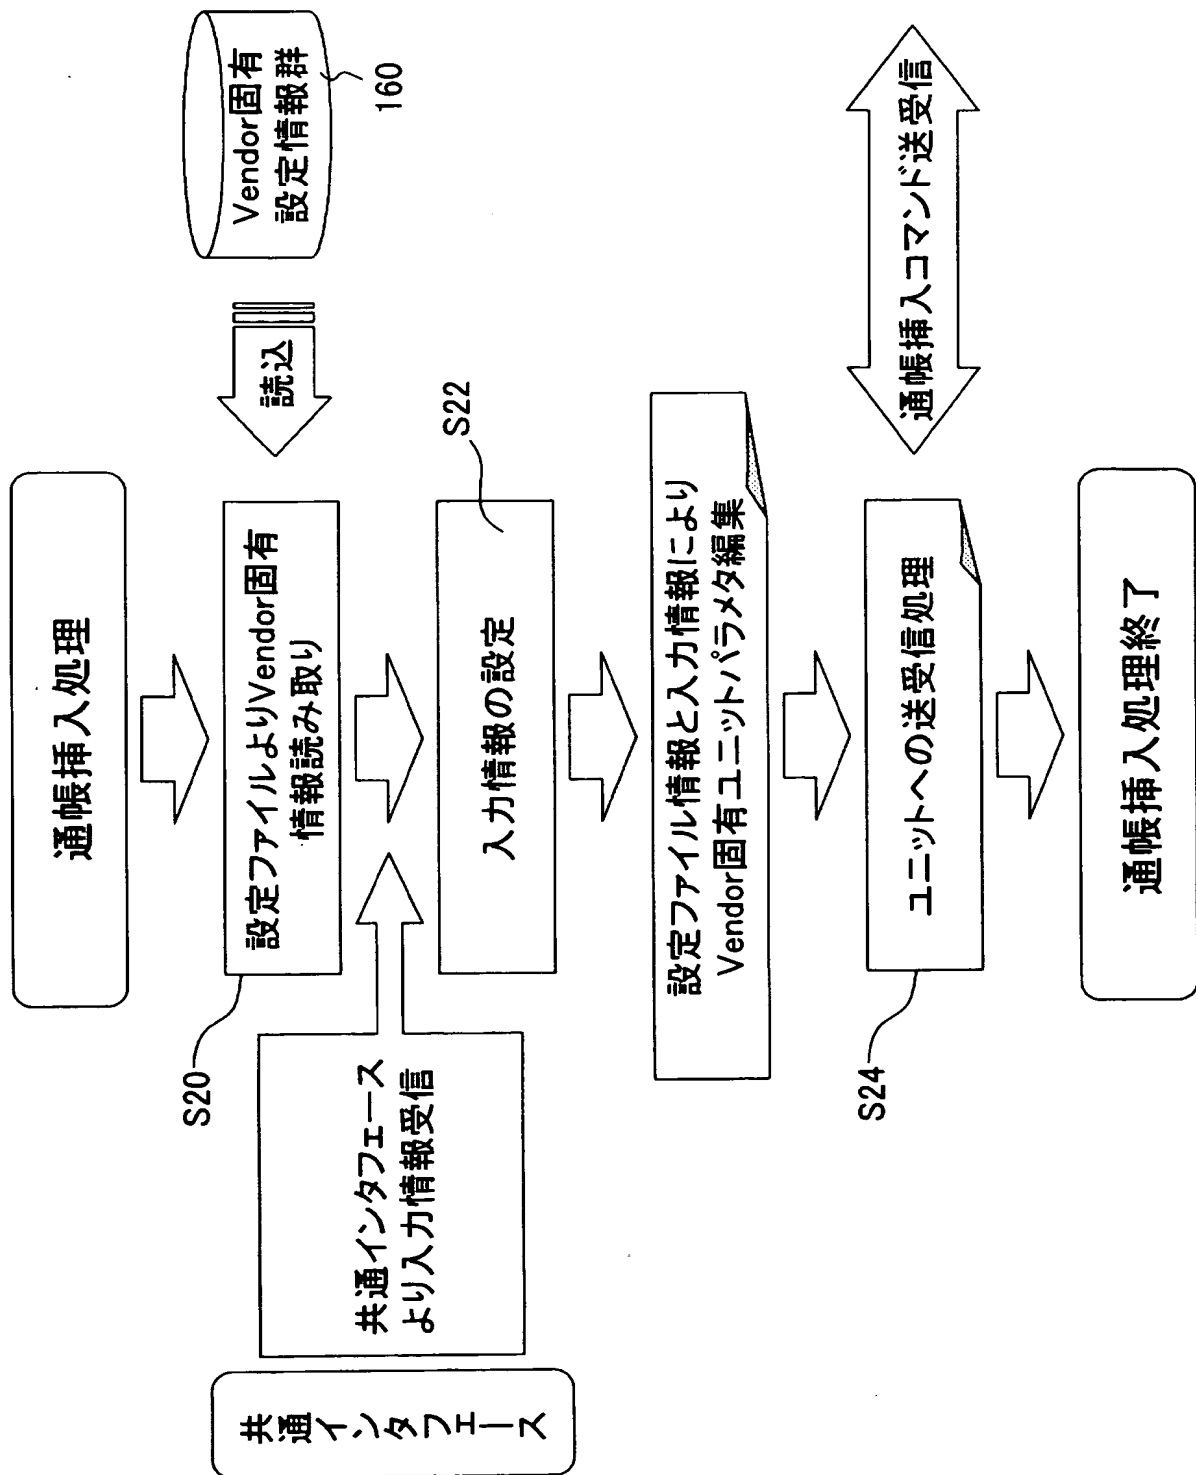 通帳挿入処理
Vendor固有
設定情報群
160
読込
設定ファイルよりVendor固有
情報読み取り
S20
共通インタフェース
共通インタフェース
より入力情報受信
入力情報の設定
S22
設定ファイル情報と入力情報により
Vendor固有ユニットパラメタ編集
ユニットへの送受信処理
S24
通帳挿入コマンド送受信
通帳挿入処理終了